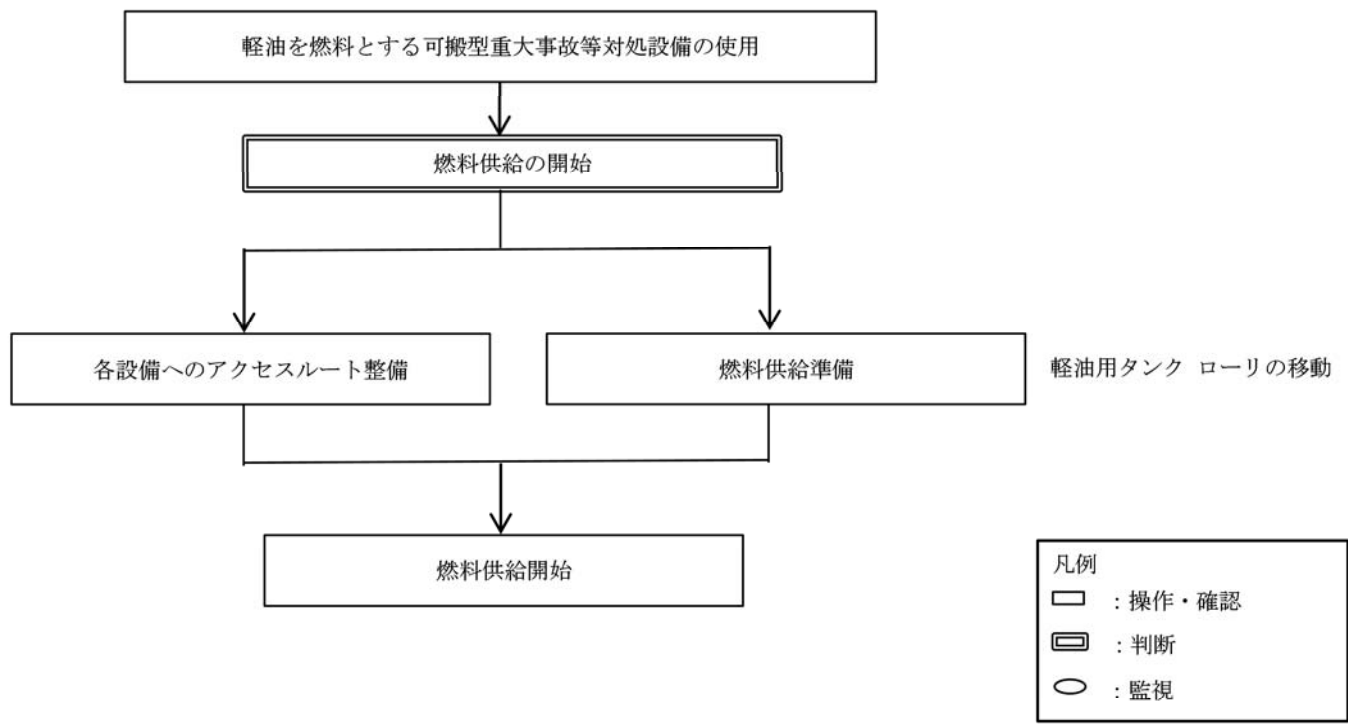 軽油を燃料とする可搬型重大事故等対処設備の使用
燃料供給の開始
各設備へのアクセスルート整備
燃料供給準備
軽油用タンク ローリの移動
燃料供給開始
凡例
：操作・確認
：判断
：監視